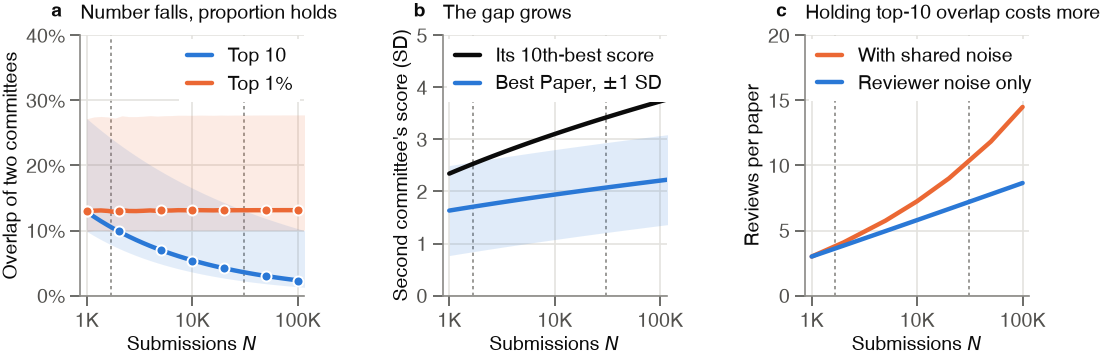 a Number falls, proportion holds
Overlap of two committees
40%
30%
20%
10%
0%
Top 10
Top 1%
1K 10K 100K
Submissions N
b The gap grows
Second committee's score (SD)
5
4
3
2
1
0
Its 10th-best score
Best Paper, ±1 SD
1K 10K 100K
Submissions N
c Holding top-10 overlap costs more
Reviews per paper
20
15
10
5
0
With shared noise
Reviewer noise only
1K 10K 100K
Submissions N